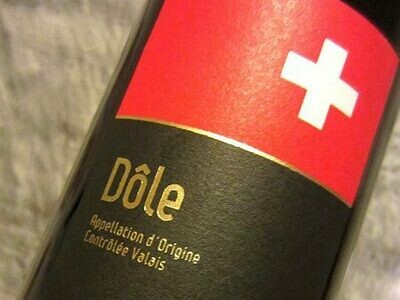 Dôle
Appellation d'Origine
Contrôlée Valais